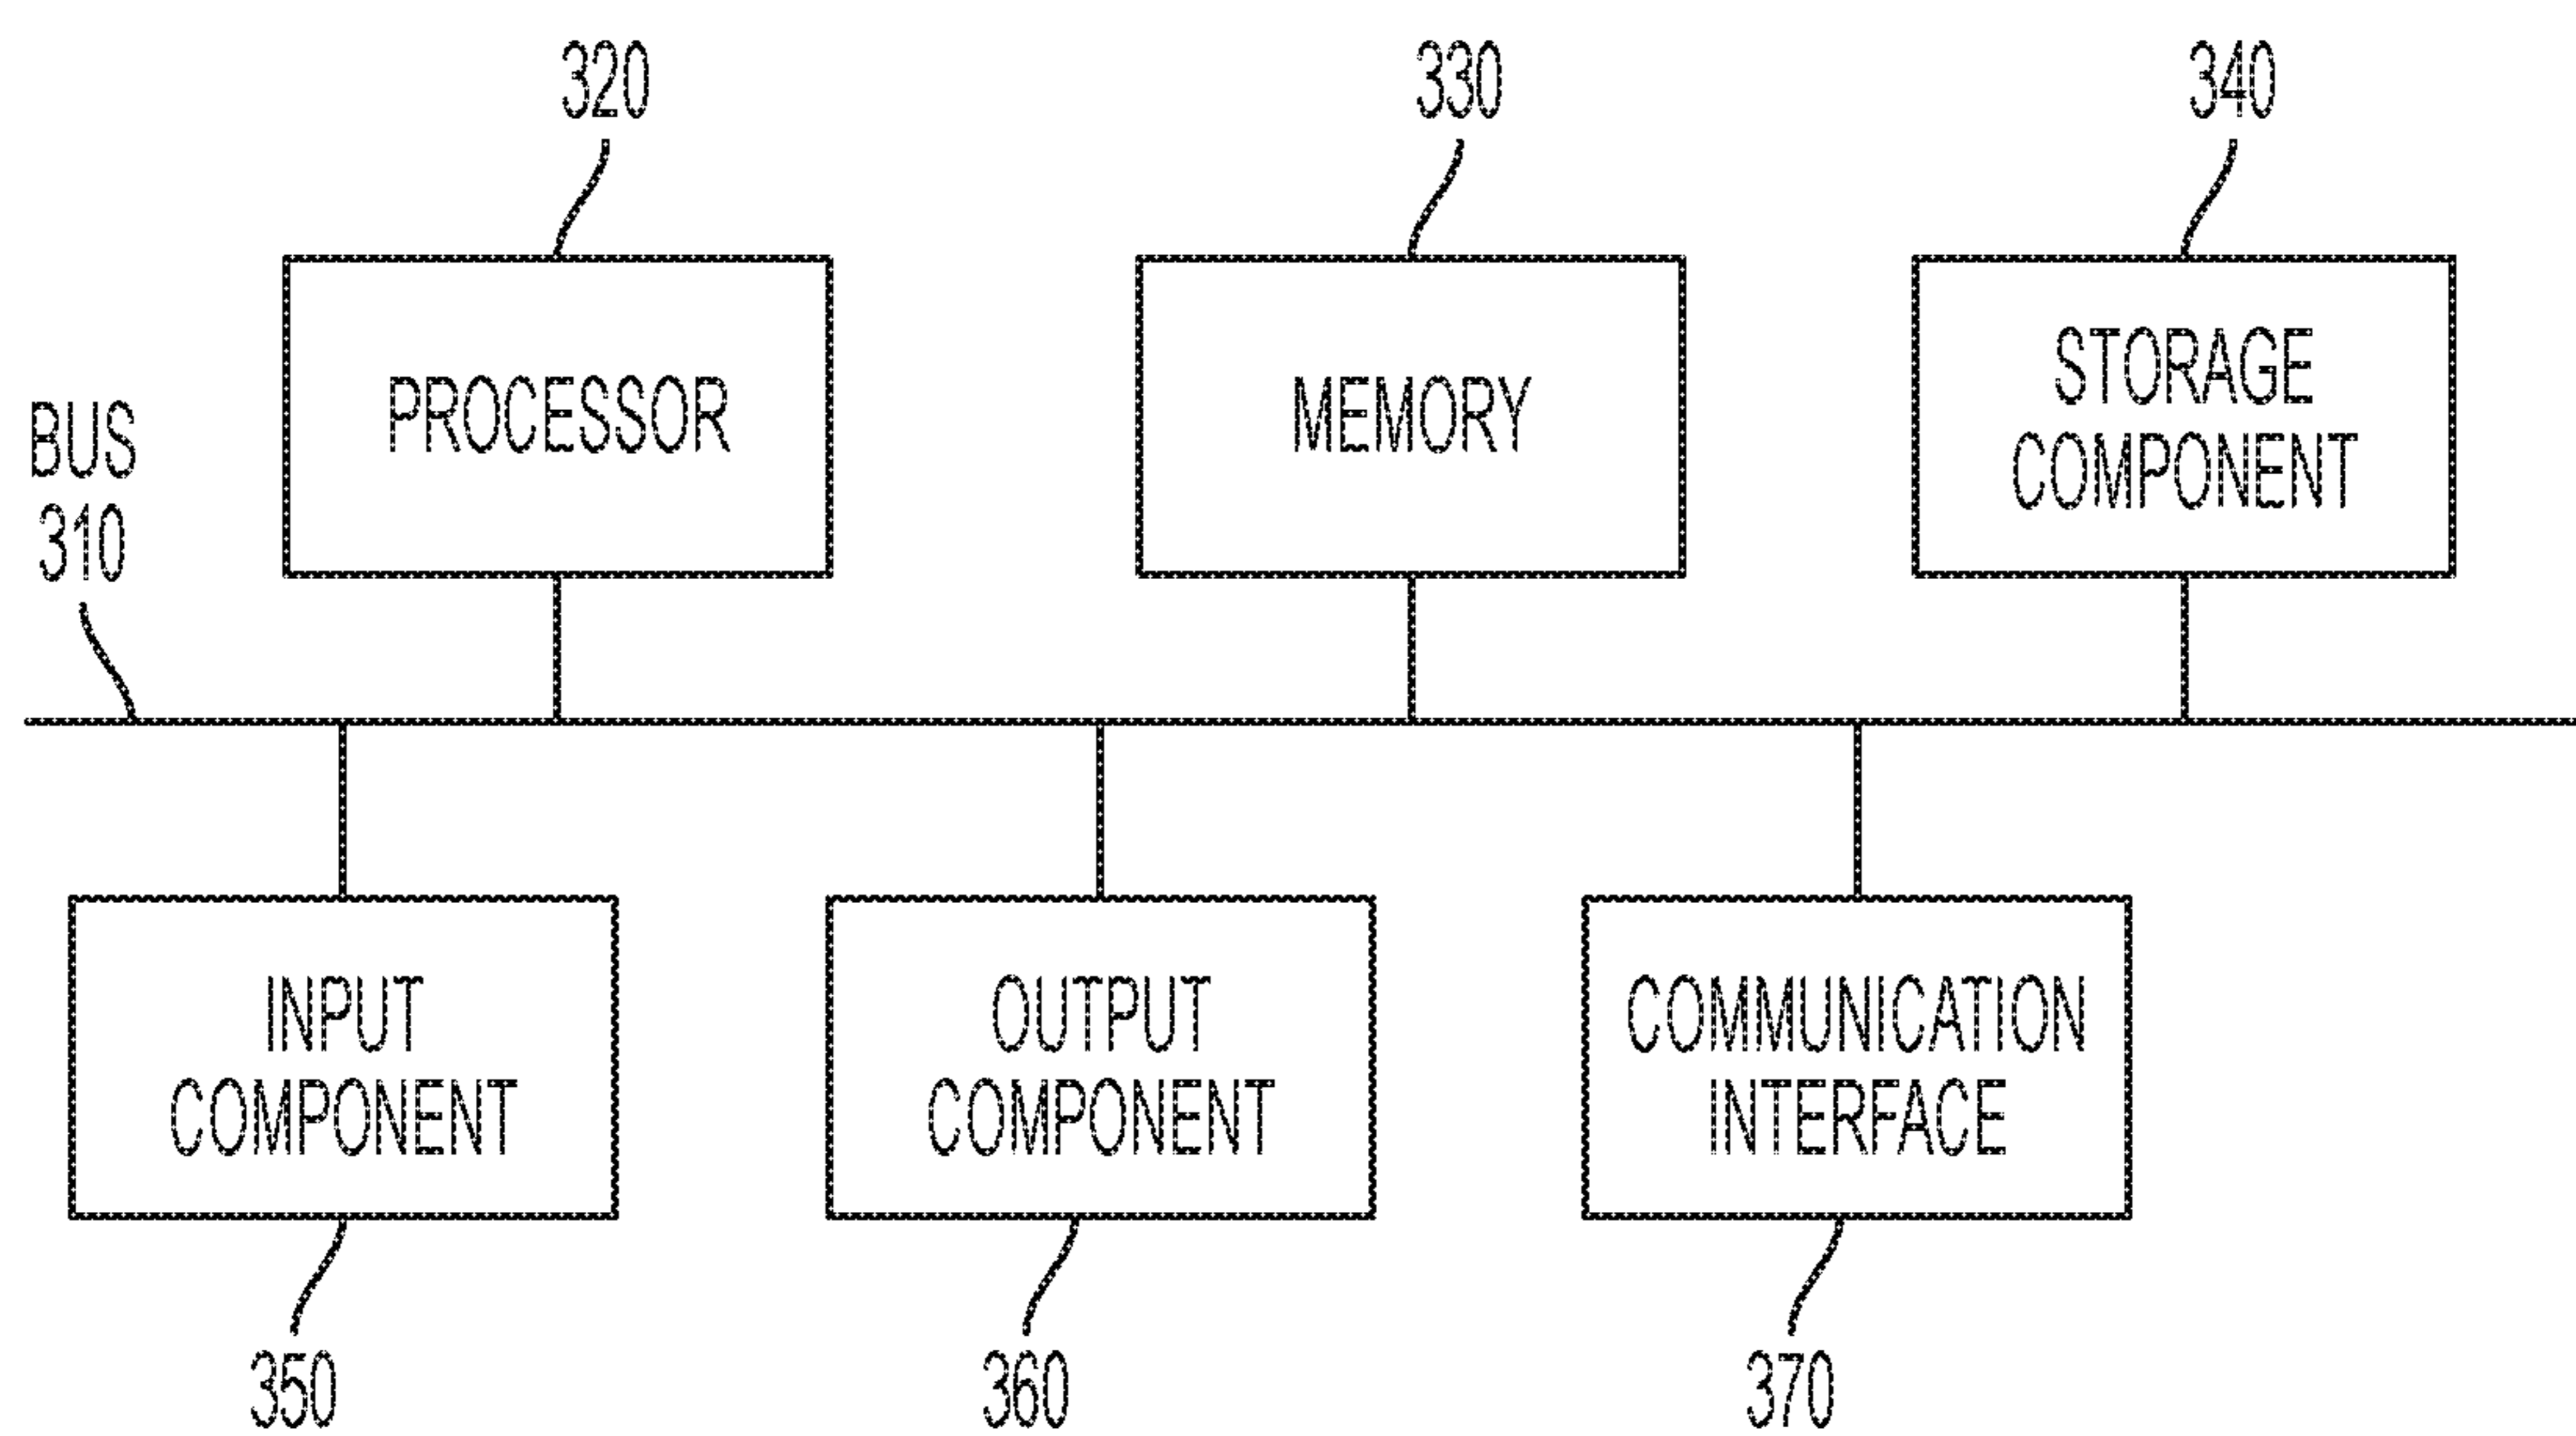 320
330
340
PROCESSOR
MEMORY
STORAGE
COMPONENT
BUS
310
INPUT
COMPONENT
OUTPUT
COMPONENT
COMMUNICATION
INTERFACE
350
360
370